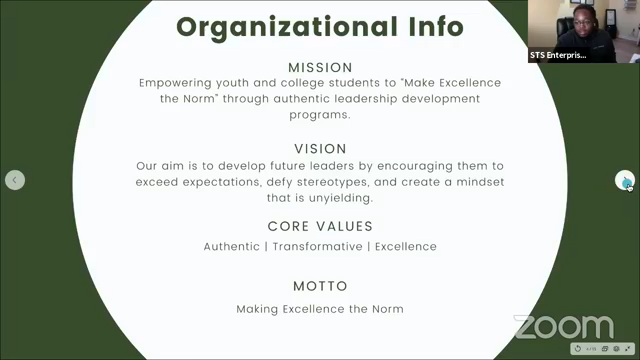 Organizational Info
STS Enterpris...
MISSION
Empowering youth and college students to "Make Excellence
the Norm" through authentic leadership development
programs.
VISION
Our aim is to develop future leaders by encouraging them to
exceed expectations, defy stereotypes, and create a mindset
that is unyielding.
CORE VALUES
Authentic | Transformative | Excellence
MOTTO
Making Excellence the Norm
zoom